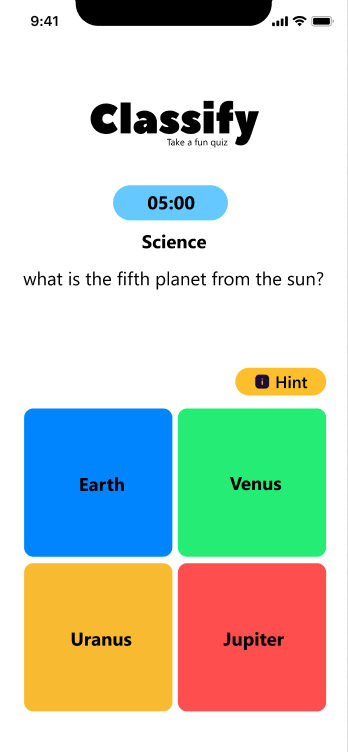 9:41
Classify
Take a fun quiz
05:00
Science
what is the fifth planet from the sun?
Hint
Earth
Venus
Uranus
Jupiter